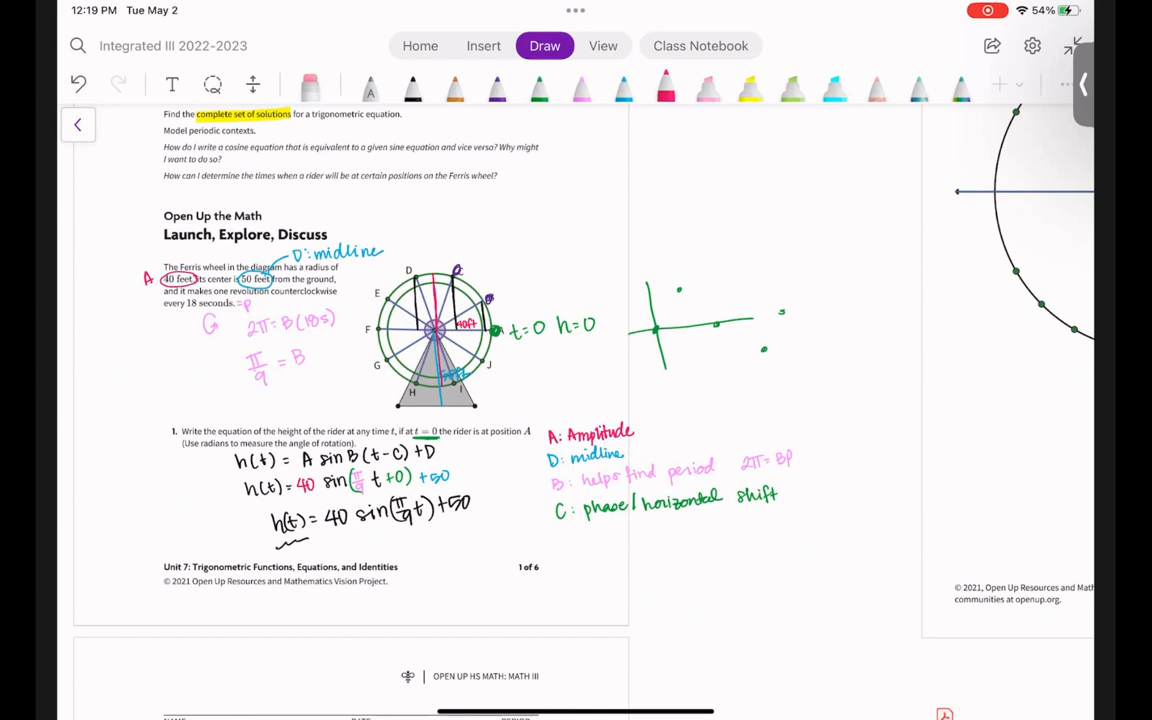 12:19 PM Tue May 2
54%
Integrated III 2022-2023
Home Insert Draw View Class Notebook
T
A
Find the complete set of solutions for a trigonometric equation.
Model periodic contexts.
How do I write a cosine equation that is equivalent to a given sine equation and vice versa? Why might
I want to do so?
How can I determine the times when a rider will be at certain positions on the Ferris wheel?
Open Up the Math
Launch, Explore, Discuss
D: midline
The Ferris wheel in the diagram has a radius of
A 40 feet, its center is 50 feet from the ground,
and it makes one revolution counterclockwise
every 18 seconds. = P
2π = B(18s)
π/9 = B
D
E
F
G
H
I
J
40ft
t=0 h=0
1. Write the equation of the height of the rider at any time t, if at t = 0 the rider is at position A
(Use radians to measure the angle of rotation).
h(t) = A sin B(t-C) +D
h(t) = 40 sin(π/9 t +0) +50
h(t) = 40 sin(π/9 t) +50
A: Amplitude
D: midline
B: helps find period 2π= BP
C: phase/horizontal shift
Unit 7: Trigonometric Functions, Equations, and Identities 1 of 6
© 2021 Open Up Resources and Mathematics Vision Project.
© 2021, Open Up Resources and Math
communities at openup.org.
OPEN UP HS MATH: MATH III